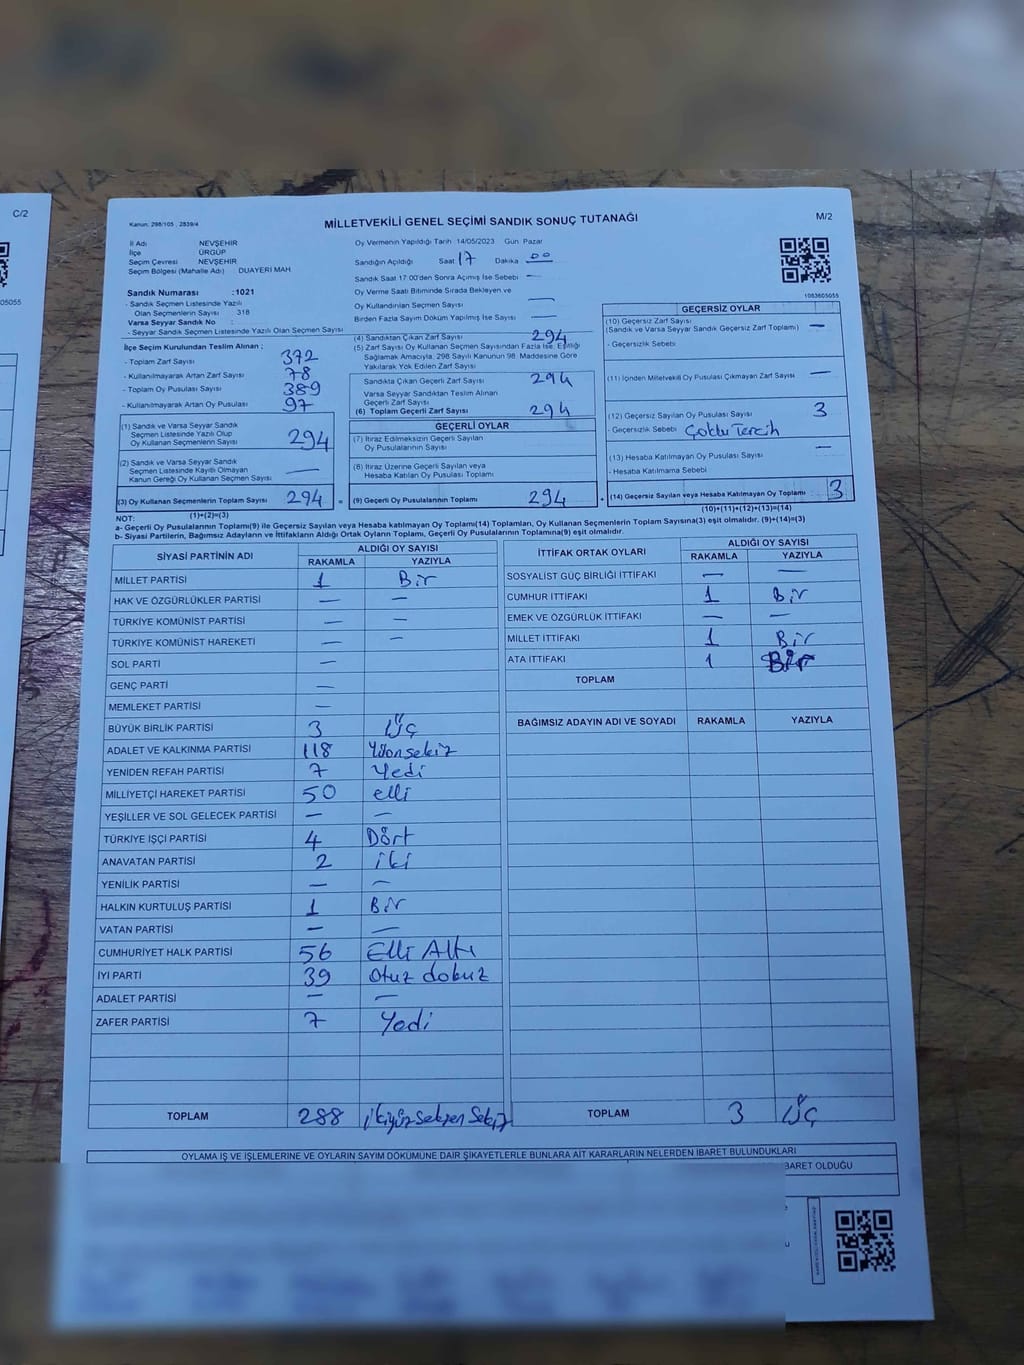 C/2
05055
Kanun: 298/105 , 2839/4
MİLLETVEKİLİ GENEL SEÇİMİ SANDIK SONUÇ TUTANAĞI
M/2
İl Adı NEVŞEHİR
İlçe ÜRGÜP
Seçim Çevresi NEVŞEHİR
Seçim Bölgesi (Mahalle Adı) : DUAYERİ MAH.
Oy Vermenin Yapıldığı Tarih 14/05/2023 Gün Pazar
Sandığın Açıldığı Saat 17 Dakika 00
Sandık Saat 17:00'den Sonra Açılmış İse Sebebi —
Oy Verme Saati Bitiminde Sırada Bekleyen ve
Oy Kullandırılan Seçmen Sayısı —
Birden Fazla Sayım Döküm Yapılmış İse Sayısı —
1083605055
Sandık Numarası :1021
- Sandık Seçmen Listesinde Yazılı
Olan Seçmenlerin Sayısı 318
Varsa Seyyar Sandık No :
- Seyyar Sandık Seçmen Listesinde Yazılı Olan Seçmen Sayısı
İlçe Seçim Kurulundan Teslim Alınan :
- Toplam Zarf Sayısı 372
- Kullanılmayarak Artan Zarf Sayısı 78
- Toplam Oy Pusulası Sayısı 389
- Kullanılmayarak Artan Oy Pusulası 97
(4) Sandıktan Çıkan Zarf Sayısı 294
(5) Zarf Sayısı Oy Kullanan Seçmen Sayısından Fazla İse, Eşitliği
Sağlamak Amacıyla, 298 Sayılı Kanunun 98. Maddesine Göre
Yakılarak Yok Edilen Zarf Sayısı
Sandıkta Çıkan Geçerli Zarf Sayısı 294
Varsa Seyyar Sandıktan Teslim Alınan
Geçerli Zarf Sayısı
(6) Toplam Geçerli Zarf Sayısı 294
GEÇERSİZ OYLAR
(10) Geçersiz Zarf Sayısı
(Sandık ve Varsa Seyyar Sandık Geçersiz Zarf Toplamı) —
- Geçersizlik Sebebi
(11) İçinden Milletvekili Oy Pusulası Çıkmayan Zarf Sayısı —
(12) Geçersiz Sayılan Oy Pusulası Sayısı 3
- Geçersizlik Sebebi Çoklu Tercih
(13) Hesaba Katılmayan Oy Pusulası Sayısı —
- Hesaba Katılmama Sebebi
(1) Sandık ve Varsa Seyyar Sandık
Seçmen Listesinde Yazılı Olup
Oy Kullanan Seçmenlerin Sayısı 294
(2) Sandık ve Varsa Seyyar Sandık
Seçmen Listesinde Kayıtlı Olmayan
Kanun Gereği Oy Kullanan Seçmen Sayısı —
GEÇERLİ OYLAR
(7) İtiraz Edilmeksizin Geçerli Sayılan
Oy Pusulalarının Sayısı
(8) İtiraz Üzerine Geçerli Sayılan veya
Hesaba Katılan Oy Pusulası Toplamı
(3) Oy Kullanan Seçmenlerin Toplam Sayısı 294 = (9) Geçerli Oy Pusulalarının Toplamı 294 + (14) Geçersiz Sayılan veya Hesaba Katılmayan Oy Toplamı 3
(1)+(2)=(3)
(10)+(11)+(12)+(13)=(14)
NOT:
a- Geçerli Oy Pusulalarının Toplamı(9) ile Geçersiz Sayılan veya Hesaba katılmayan Oy Toplamı(14) Toplamları, Oy Kullanan Seçmenlerin Toplam Sayısına(3) eşit olmalıdır. (9)+(14)=(3)
b- Siyasi Partilerin, Bağımsız Adayların ve İttifakların Aldığı Ortak Oyların Toplamı, Geçerli Oy Pusulalarının Toplamına(9) eşit olmalıdır.
SİYASİ PARTİNİN ADI ALDIĞI OY SAYISI
RAKAMLA YAZIYLA
MİLLET PARTİSİ 1 Bir
HAK VE ÖZGÜRLÜKLER PARTİSİ — —
TÜRKİYE KOMÜNİST PARTİSİ — —
TÜRKİYE KOMÜNİST HAREKETİ — —
SOL PARTİ —
GENÇ PARTİ —
MEMLEKET PARTİSİ —
BÜYÜK BİRLİK PARTİSİ 3 Üç
ADALET VE KALKINMA PARTİSİ 118 Yüzonsekiz
YENİDEN REFAH PARTİSİ 7 Yedi
MİLLİYETÇİ HAREKET PARTİSİ 50 elli
YEŞİLLER VE SOL GELECEK PARTİSİ — —
TÜRKİYE İŞÇİ PARTİSİ 4 Dört
ANAVATAN PARTİSİ 2 iki
YENİLİK PARTİSİ — —
HALKIN KURTULUŞ PARTİSİ 1 Bir
VATAN PARTİSİ — —
CUMHURİYET HALK PARTİSİ 56 Elli Altı
İYİ PARTİ 39 Otuz dokuz
ADALET PARTİSİ — —
ZAFER PARTİSİ 7 Yedi
TOPLAM 288 ikiyüz seksen Sekiz
İTTİFAK ORTAK OYLARI ALDIĞI OY SAYISI
RAKAMLA YAZIYLA
SOSYALİST GÜÇ BİRLİĞİ İTTİFAKI — —
CUMHUR İTTİFAKI 1 Bir
EMEK VE ÖZGÜRLÜK İTTİFAKI — —
MİLLET İTTİFAKI 1 Bir
ATA İTTİFAKI 1 Bir
TOPLAM
BAĞIMSIZ ADAYIN ADI VE SOYADI RAKAMLA YAZIYLA
TOPLAM 3 Üç
OYLAMA İŞ VE İŞLEMLERİNE VE OYLARIN SAYIM DÖKÜMÜNE DAİR ŞİKAYETLERLE BUNLARA AİT KARARLARIN NELERDEN İBARET BULUNDUKLARI
BARET OLDUĞU